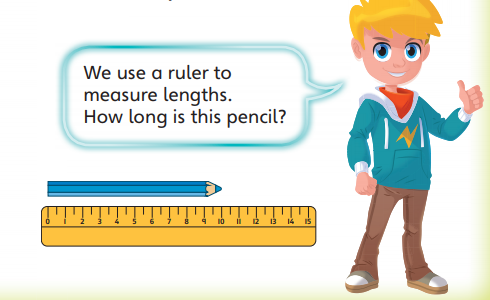 We use a ruler to
measure lengths.
How long is this pencil?
0 1 2 3 4 5 6 7 8 9 10 11 12 13 14 15